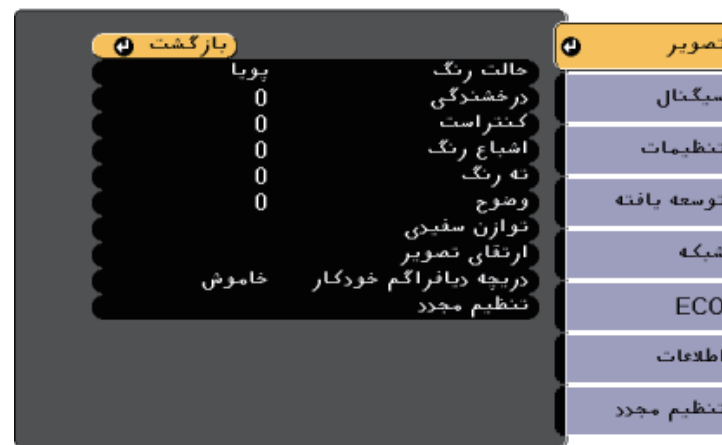 تصویر
سیگنال
تنظیمات
توسعه یافته
شبکه
ECO
اطلاعات
تنظیم مجدد
بازگشت
حالت رنگ پویا
درخشندگی 0
کنتراست 0
اشباع رنگ 0
ته رنگ 0
وضوح 0
توازن سفیدی
ارتقای تصویر
دریچه دیافراگم خودکار خاموش
تنظیم مجدد